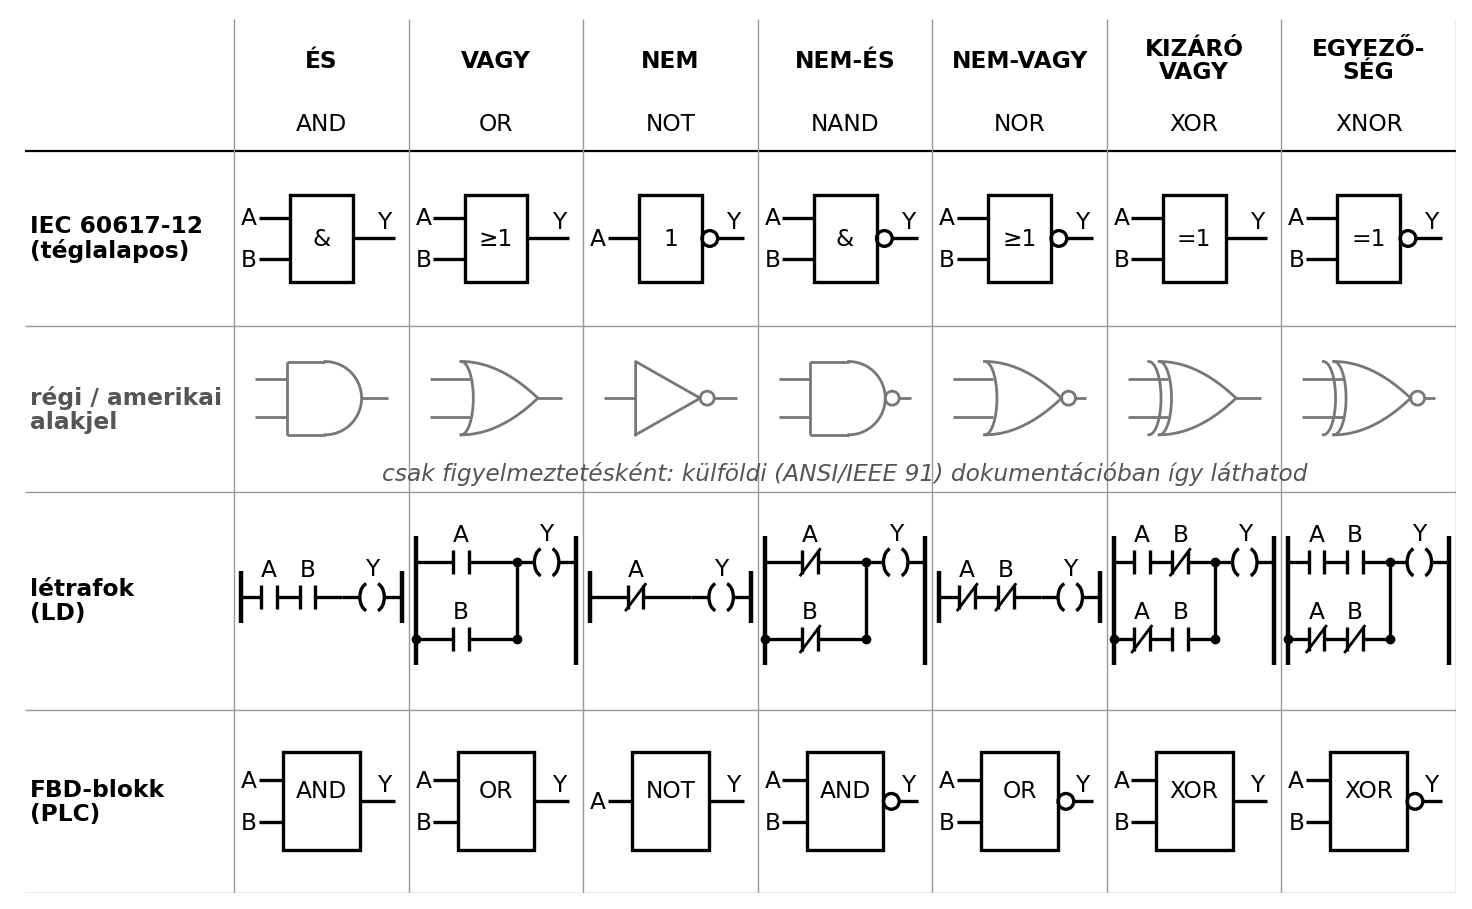 ÉS VAGY NEM NEM-ÉS NEM-VAGY KIZÁRÓ VAGY EGYEZŐ-SÉG
AND OR NOT NAND NOR XOR XNOR
IEC 60617-12
(téglalapos)
A B & Y
A B ≥1 Y
A 1 Y
A B & Y
A B ≥1 Y
A B =1 Y
A B =1 Y
régi / amerikai
alakjel
csak figyelmeztetésként: külföldi (ANSI/IEEE 91) dokumentációban így láthatod
létrafok
(LD)
A B Y
A Y
B
A Y
A Y
B
A B Y
A B Y
A B
A B Y
A B
FBD-blokk
(PLC)
A B AND Y
A B OR Y
A NOT Y
A B AND Y
A B OR Y
A B XOR Y
A B XOR Y